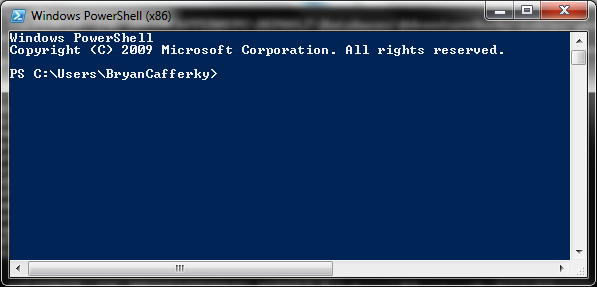 Windows PowerShell (x86)
Windows PowerShell
Copyright (C) 2009 Microsoft Corporation. All rights reserved.
PS C:\Users\BryanCafferky>